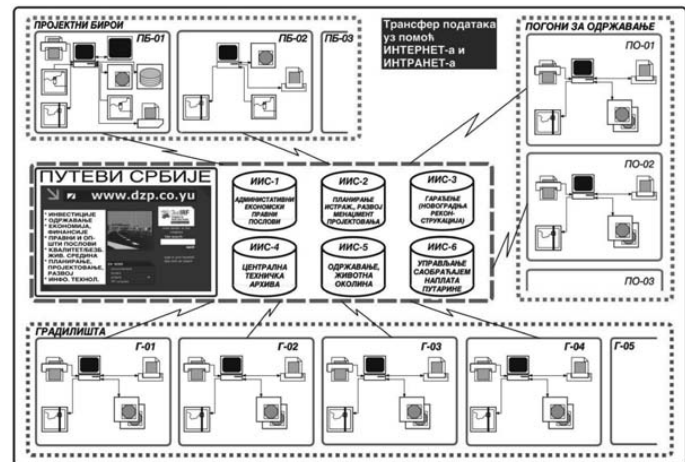 ПРОЈЕКТНИ БИРОИ
ПБ-01
ПБ-02
ПБ-03
Трансфер података
уз помоћ
ИНТЕРНЕТ-а и
ИНТРАНЕТ-а
ПОГОНИ ЗА ОДРЖАВАЊЕ
ПО-01
ПО-02
ПО-03
ПУТЕВИ СРБИЈЕ
www.dzp.co.yu
* ИНВЕСТИЦИЈЕ
* ОДРЖАВАЊЕ
* ЕКОНОМИЈА,
ФИНАНСИЈЕ
* ПРАВНИ И ОП-
ШТИ ПОСЛОВИ
* КВАЛИТЕТ/БЕЗБ.
ЖИВ. СРЕДИНА
* ПЛАНИРАЊЕ,
ПРОЈЕКТОВАЊЕ,
РАЗВОЈ
* ИНФО. ТЕХНОЛ.
ИИС-1
АДМИНИСТАТИВНИ
ЕКОНОМСКИ
ПРАВНИ
ПОСЛОВИ
ИИС-2
ПЛАНИРАЊЕ
ИСТРАЖ., РАЗВОЈ
МЕНАЏМЕНТ
ПРОЈЕКТОВАЊА
ИИС-3
ГАРАЂЕЊЕ
(НОВОГРАДЊА
РЕКОН-
СТРУКЦИЈА)
ИИС-4
ЦЕНТРАЛНА
ТЕХНИЧКА
АРХИВА
ИИС-5
ОДРЖАВАЊЕ,
ЖИВОТНА
ОКОЛИНА
ИИС-6
УПРАВЉАЊЕ
САОБРАЋАЈЕМ
НАПЛАТА
ПУТАРИНЕ
ГРАДИЛИШТА
Г-01
Г-02
Г-03
Г-04
Г-05